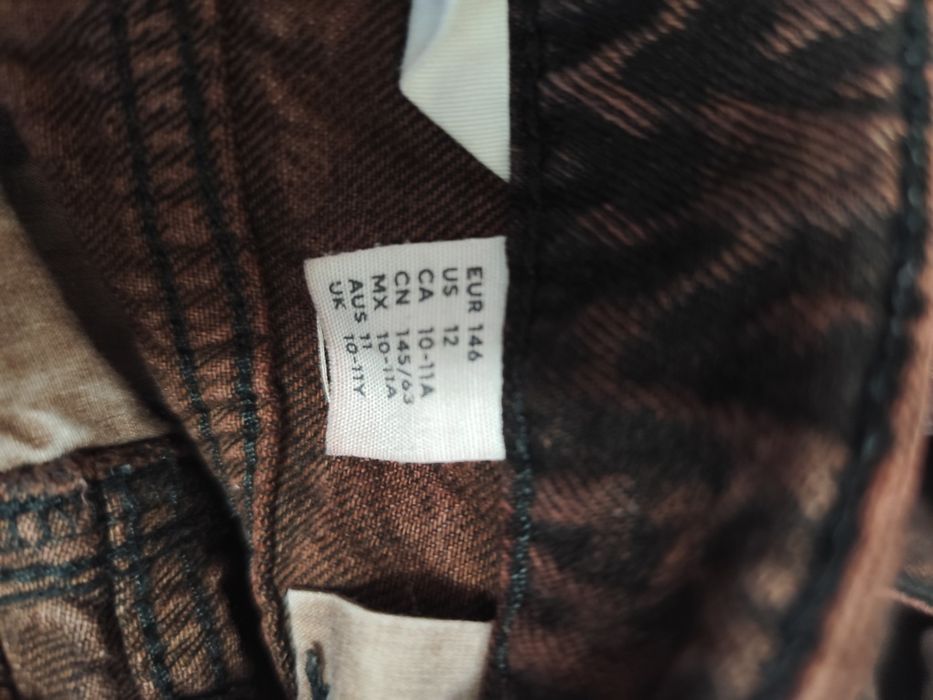 EUR 146
US 12
CA 10-11A
CN 145/63
MX 10-11A
AUS 11
UK 10-11Y